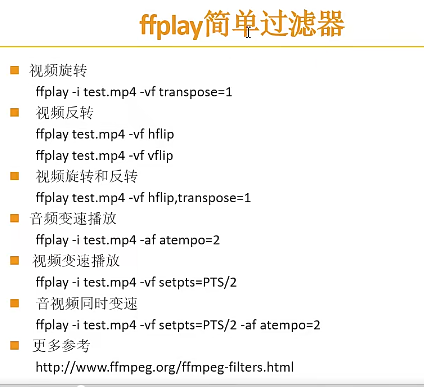 ffplay简单过滤器
视频旋转
ffplay -i test.mp4 -vf transpose=1
视频反转
ffplay test.mp4 -vf hflip
ffplay test.mp4 -vf vflip
视频旋转和反转
ffplay test.mp4 -vf hflip,transpose=1
音频变速播放
ffplay -i test.mp4 -af atempo=2
视频变速播放
ffplay -i test.mp4 -vf setpts=PTS/2
音视频同时变速
ffplay -i test.mp4 -vf setpts=PTS/2 -af atempo=2
更多参考
http://www.ffmpeg.org/ffmpeg-filters.html